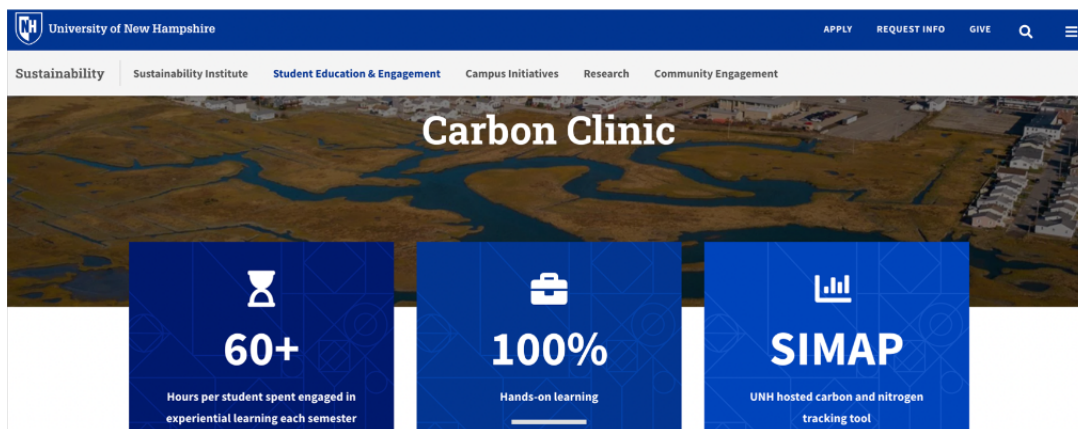 NH University of New Hampshire
APPLY REQUEST INFO GIVE
Sustainability Sustainability Institute Student Education & Engagement Campus Initiatives Research Community Engagement
Carbon Clinic
60+
Hours per student spent engaged in
experiential learning each semester
100%
Hands-on learning
SIMAP
UNH hosted carbon and nitrogen
tracking tool